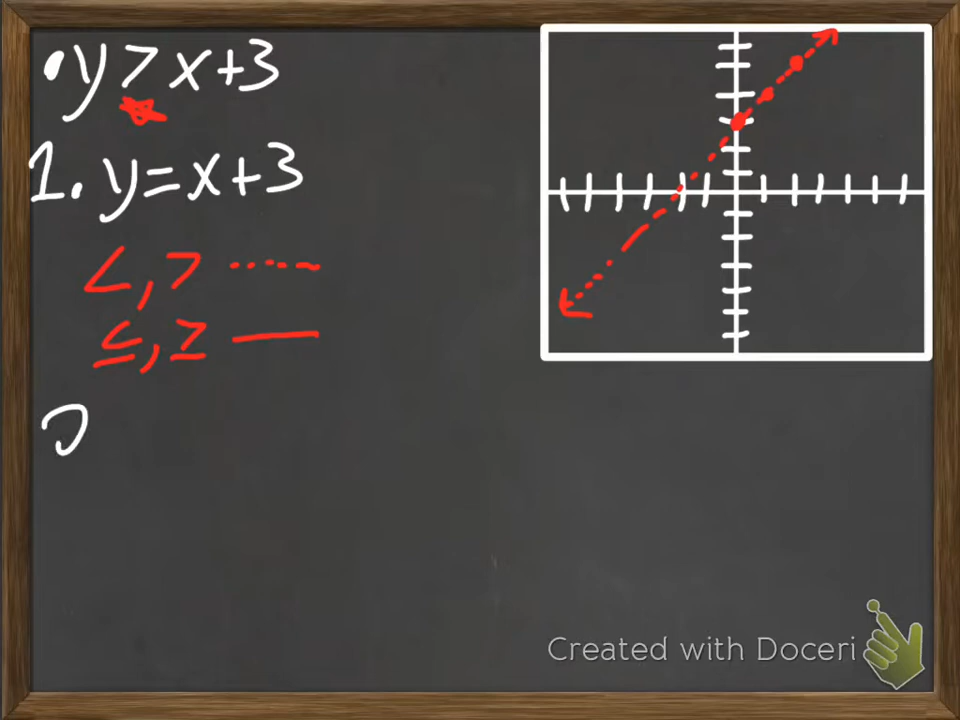 • y > x + 3
1. y = x + 3
<, > ......
≤, ≥ —
Created with Doceri